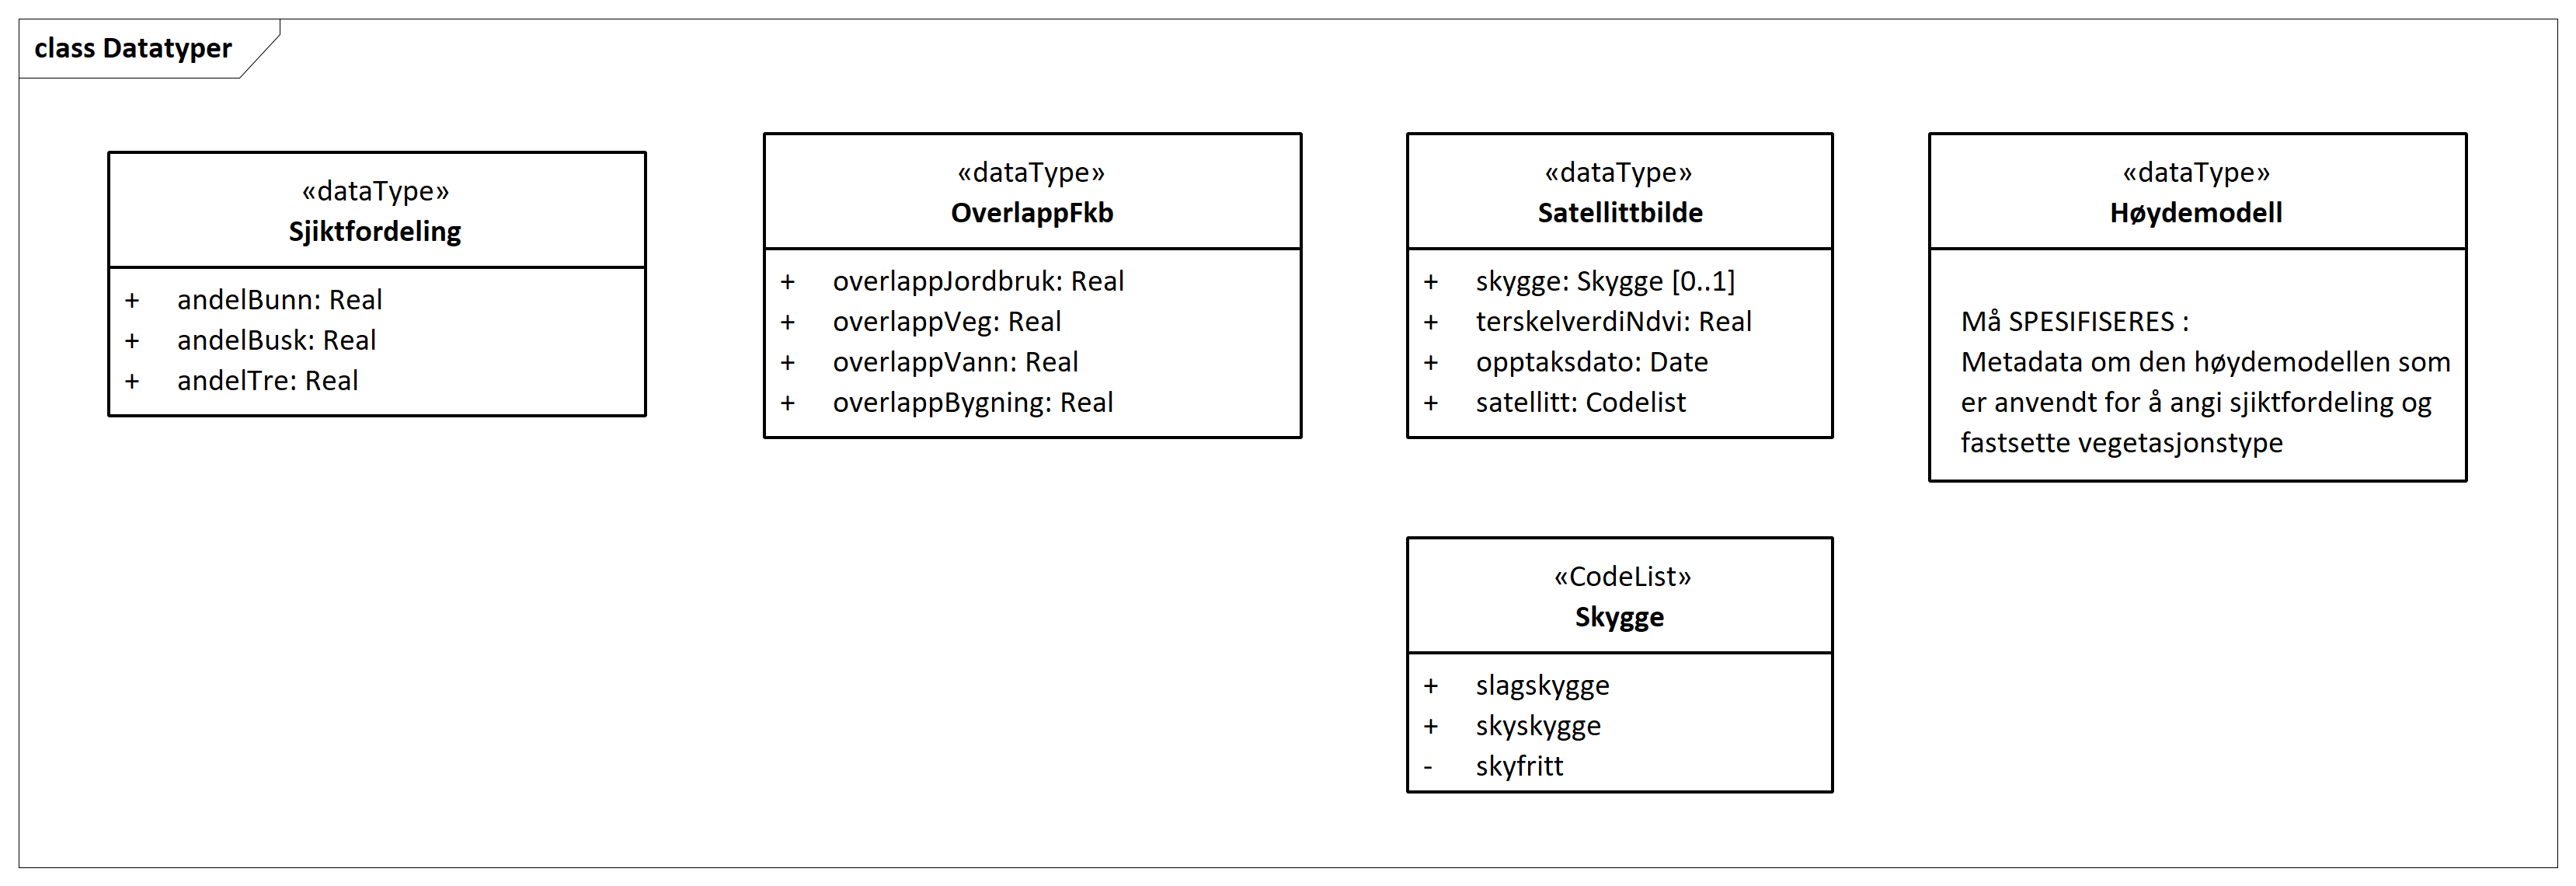 class Datatyper
«dataType»
Sjiktfordeling
+ andelBunn: Real
+ andelBusk: Real
+ andelTre: Real
«dataType»
OverlappFkb
+ overlappJordbruk: Real
+ overlappVeg: Real
+ overlappVann: Real
+ overlappBygning: Real
«dataType»
Satellittbilde
+ skygge: Skygge [0..1]
+ terskelverdiNdvi: Real
+ opptaksdato: Date
+ satellitt: Codelist
«dataType»
Høydemodell
Må SPESIFISERES :
Metadata om den høydemodellen som
er anvendt for å angi sjiktfordeling og
fastsette vegetasjonstype
«CodeList»
Skygge
+ slagskygge
+ skyskygge
- skyfritt